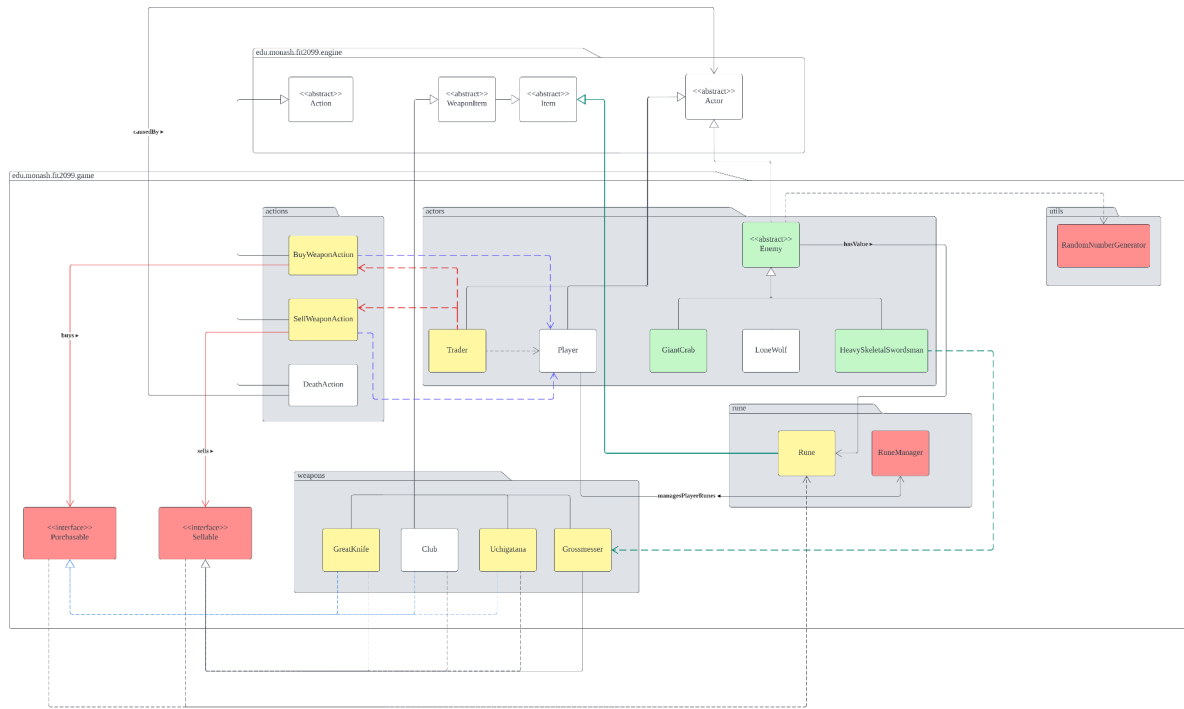 edu.monash.fit2099.engine
<<abstract>>
Action
<<abstract>>
WeaponItem
<<abstract>>
Item
<<abstract>>
Actor
causedBy ▸
edu.monash.fit2099.game
actions
BuyWeaponAction
SellWeaponAction
DeathAction
actors
<<abstract>>
Enemy
hasValue ▸
Trader
Player
GiantCrab
LoneWolf
HeavySkeletalSwordsman
utils
RandomNumberGenerator
buys ▸
sells ▸
rune
Rune
RuneManager
managesPlayerRunes ◂
weapons
GreatKnife
Club
Uchigatana
Grossmesser
<<interface>>
Purchasable
<<interface>>
Sellable